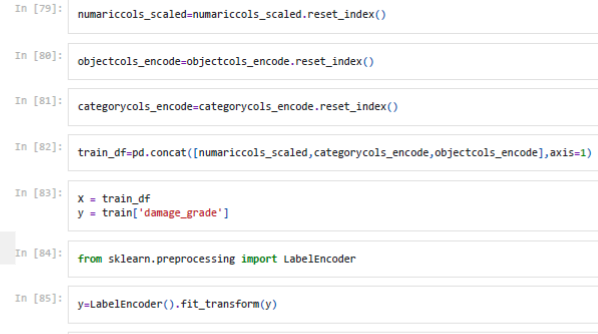 In [79]: numariccols_scaled=numariccols_scaled.reset_index()
In [80]: objectcols_encode=objectcols_encode.reset_index()
In [81]: categorycols_encode=categorycols_encode.reset_index()
In [82]: train_df=pd.concat([numariccols_scaled,categorycols_encode,objectcols_encode],axis=1)
In [83]: X = train_df
y = train['damage_grade']
In [84]: from sklearn.preprocessing import LabelEncoder
In [85]: y=LabelEncoder().fit_transform(y)